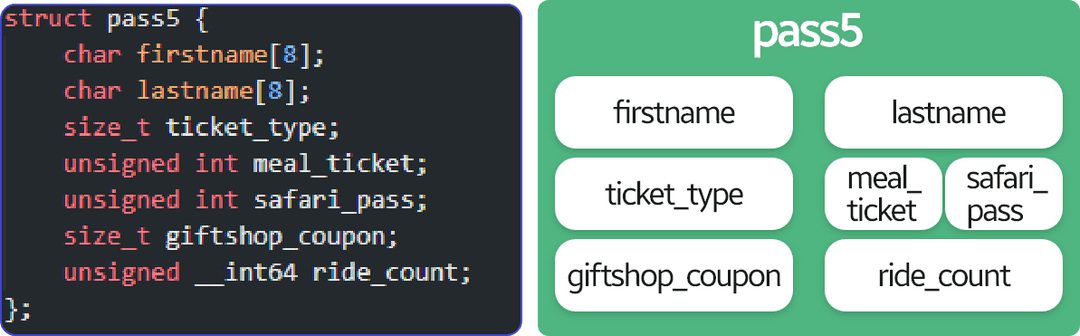 struct pass5 {
    char firstname[8];
    char lastname[8];
    size_t ticket_type;
    unsigned int meal_ticket;
    unsigned int safari_pass;
    size_t giftshop_coupon;
    unsigned __int64 ride_count;
};
pass5
firstname
lastname
ticket_type
meal_
ticket
safari_
pass
giftshop_coupon
ride_count